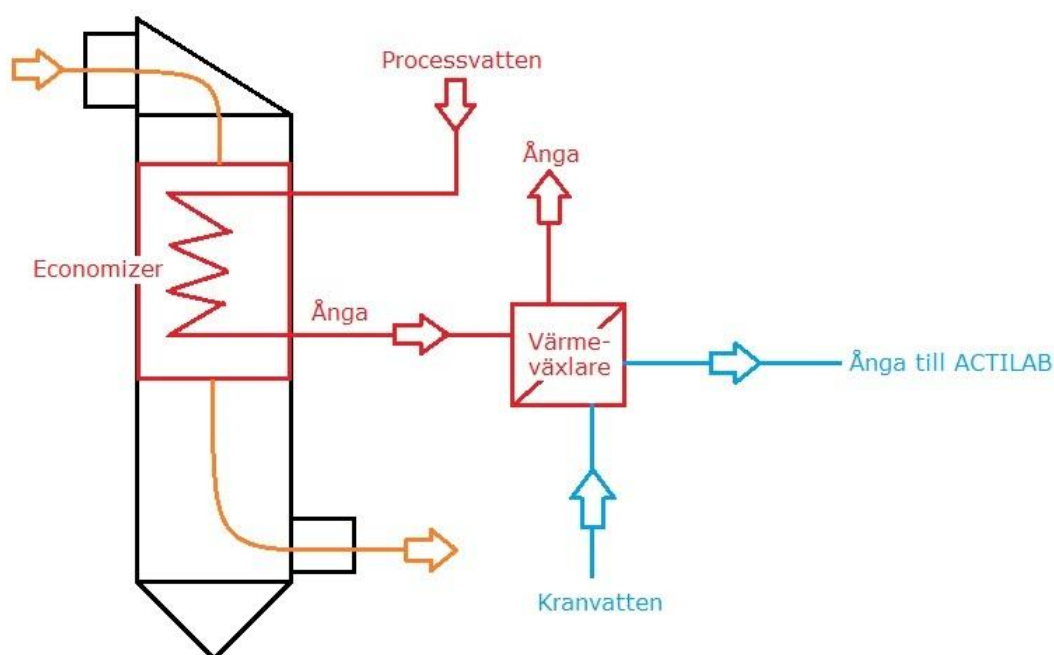 Processvatten
Ånga
Economizer
Ånga
Värme-
växlare
Ånga till ACTILAB
Kranvatten